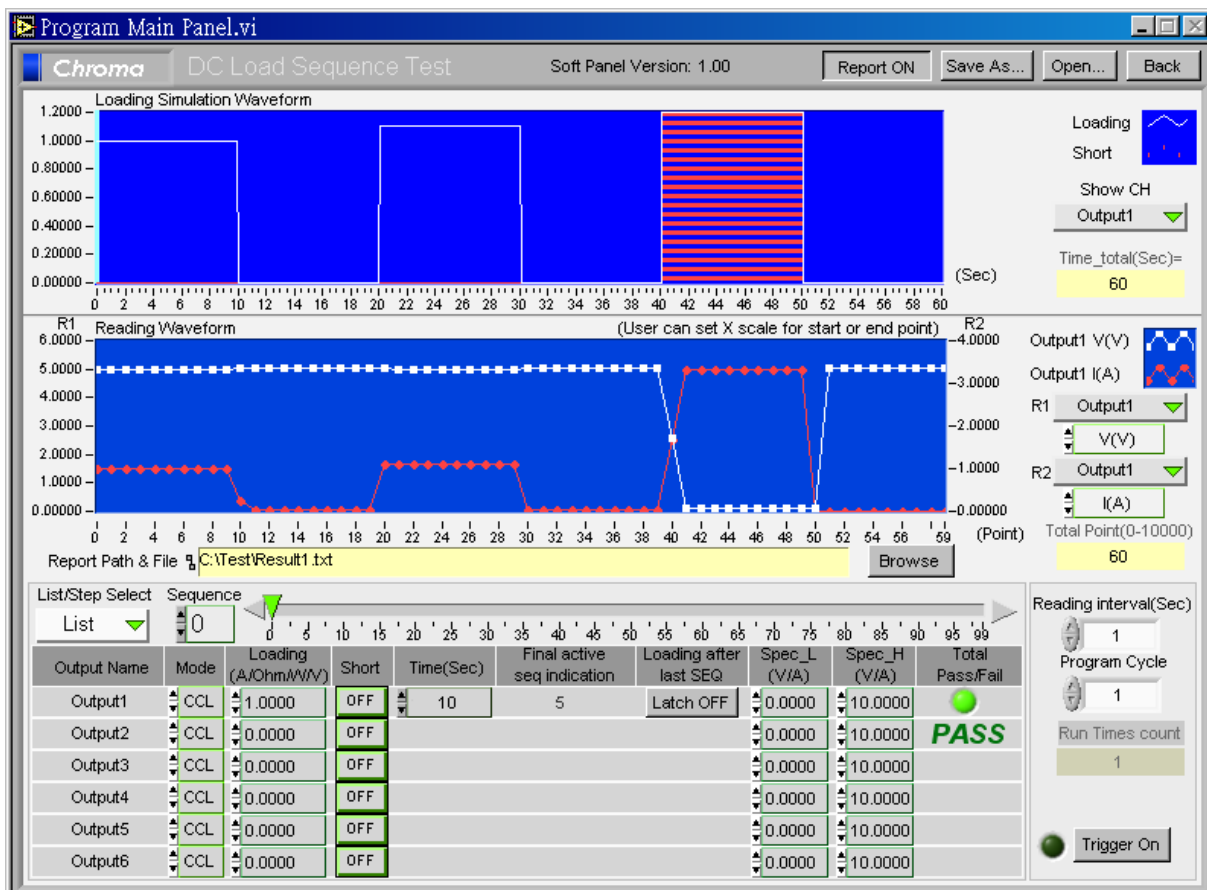 Program Main Panel.vi
Chroma DC Load Sequence Test Soft Panel Version: 1.00 Report ON Save As... Open... Back
Loading Simulation Waveform
1.2000
1.0000
0.80000
0.60000
0.40000
0.20000
0.00000
0 2 4 6 8 10 12 14 16 18 20 22 24 26 28 30 32 34 36 38 40 42 44 46 48 50 52 54 56 58 60
(Sec)
Loading
Short
Show CH
Output1
Time_total(Sec)=
60
R1 Reading Waveform (User can set X scale for start or end point) R2
6.0000
5.0000
4.0000
3.0000
2.0000
1.0000
0.00000
4.0000
3.0000
2.0000
1.0000
0.00000
0 2 4 6 8 10 12 14 16 18 20 22 24 26 28 30 32 34 36 38 40 42 44 46 48 50 52 54 56 59 (Point)
Output1 V(V)
Output1 I(A)
R1 Output1
V(V)
R2 Output1
I(A)
Total Point(0-10000)
60
Report Path & File C:\Test\Result1.txt Browse
List/Step Select Sequence
List 0
0 5 10 15 20 25 30 35 40 45 50 55 60 65 70 75 80 85 90 95 99
Output Name Mode Loading (A/Ohm/W/V) Short Time(Sec) Final active seq indication Loading after last SEQ Spec_L (V/A) Spec_H (V/A) Total Pass/Fail
Output1 CCL 1.0000 OFF 10 5 Latch OFF 0.0000 10.0000
Output2 CCL 0.0000 OFF 0.0000 10.0000 PASS
Output3 CCL 0.0000 OFF 0.0000 10.0000
Output4 CCL 0.0000 OFF 0.0000 10.0000
Output5 CCL 0.0000 OFF 0.0000 10.0000
Output6 CCL 0.0000 OFF 0.0000 10.0000
Reading interval(Sec)
1
Program Cycle
1
Run Times count
1
Trigger On